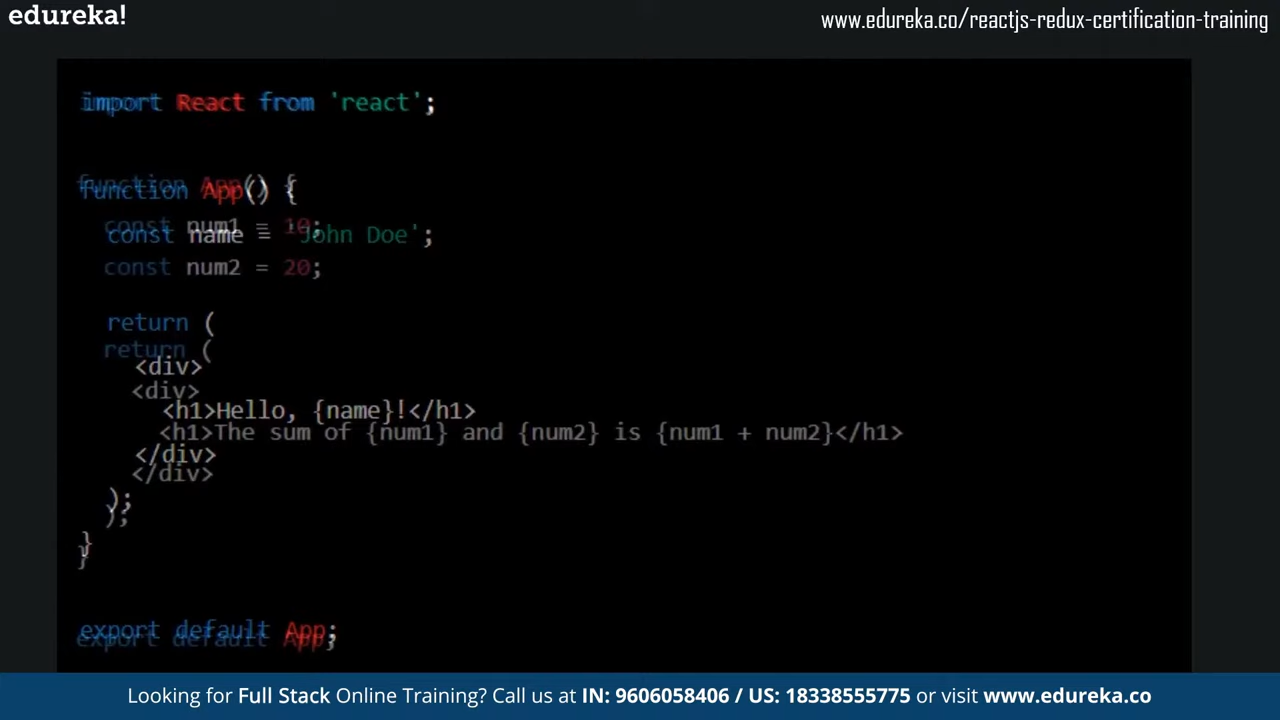 edureka!
www.edureka.co/reactjs-redux-certification-training
import React from 'react';
function App() {
const name = 'John Doe';
return (
<div>
<h1>Hello, {name}!</h1>
</div>
);
}
export default App;
function App() {
const num1 = 10;
const num2 = 20;
return (
<div>
<h1>The sum of {num1} and {num2} is {num1 + num2}</h1>
</div>
);
}
export default App;
Looking for Full Stack Online Training? Call us at IN: 9606058406 / US: 18338555775 or visit www.edureka.co